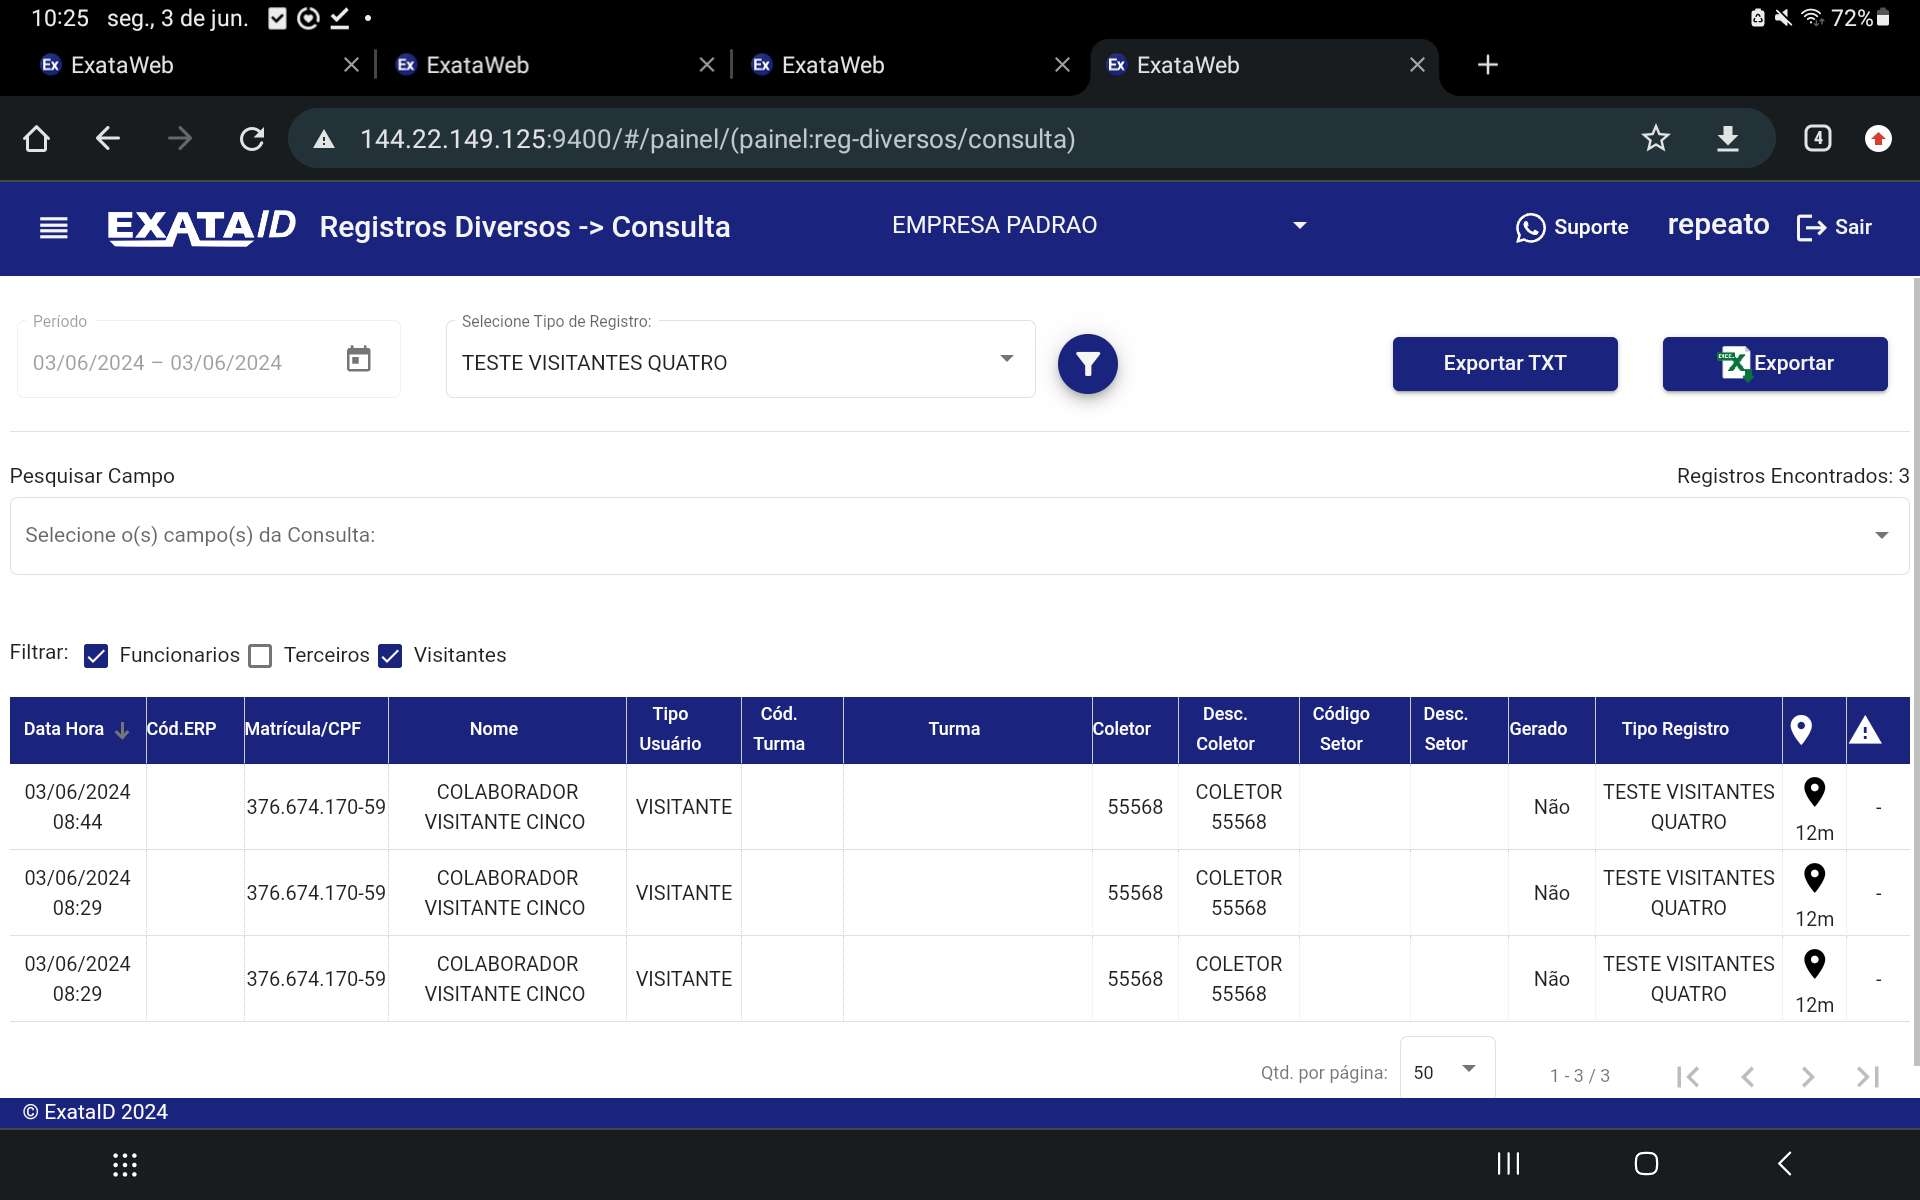 10:25 seg., 3 de jun. 72%
Ex ExataWeb Ex ExataWeb Ex ExataWeb Ex ExataWeb
144.22.149.125:9400/#/painel/(painel:reg-diversos/consulta) 4
EXATAID Registros Diversos -> Consulta EMPRESA PADRAO Suporte repeato Sair
Período Selecione Tipo de Registro:
03/06/2024 – 03/06/2024 TESTE VISITANTES QUATRO Exportar TXT Exportar
Pesquisar Campo Registros Encontrados: 3
Selecione o(s) campo(s) da Consulta:
Filtrar: Funcionarios Terceiros Visitantes
Data Hora Cód.ERP Matrícula/CPF Nome Tipo Usuário Cód. Turma Turma Coletor Desc. Coletor Código Setor Desc. Setor Gerado Tipo Registro
03/06/2024 08:44 376.674.170-59 COLABORADOR VISITANTE CINCO VISITANTE 55568 COLETOR 55568 Não TESTE VISITANTES QUATRO 12m -
03/06/2024 08:29 376.674.170-59 COLABORADOR VISITANTE CINCO VISITANTE 55568 COLETOR 55568 Não TESTE VISITANTES QUATRO 12m -
03/06/2024 08:29 376.674.170-59 COLABORADOR VISITANTE CINCO VISITANTE 55568 COLETOR 55568 Não TESTE VISITANTES QUATRO 12m -
Qtd. por página: 50 1 - 3 / 3
© ExataID 2024